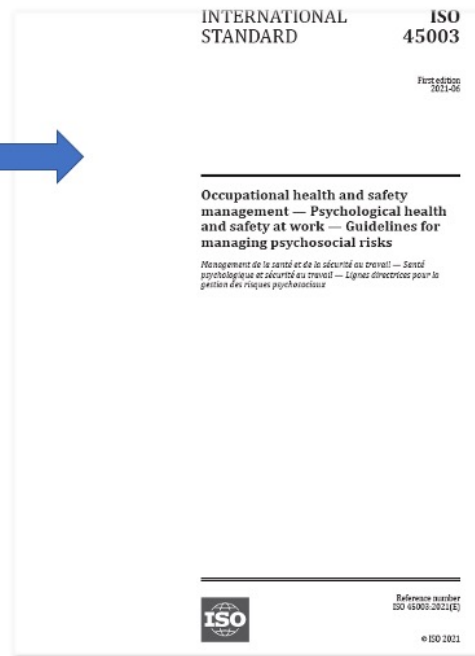 INTERNATIONAL
STANDARD
ISO
45003
First edition
2021-06
Occupational health and safety
management — Psychological health
and safety at work — Guidelines for
managing psychosocial risks
Management de la santé et de la sécurité au travail — Santé
psychologique et sécurité au travail — Lignes directrices pour la
gestion des risques psychosociaux
ISO
Reference number
ISO 45003:2021(E)
© ISO 2021